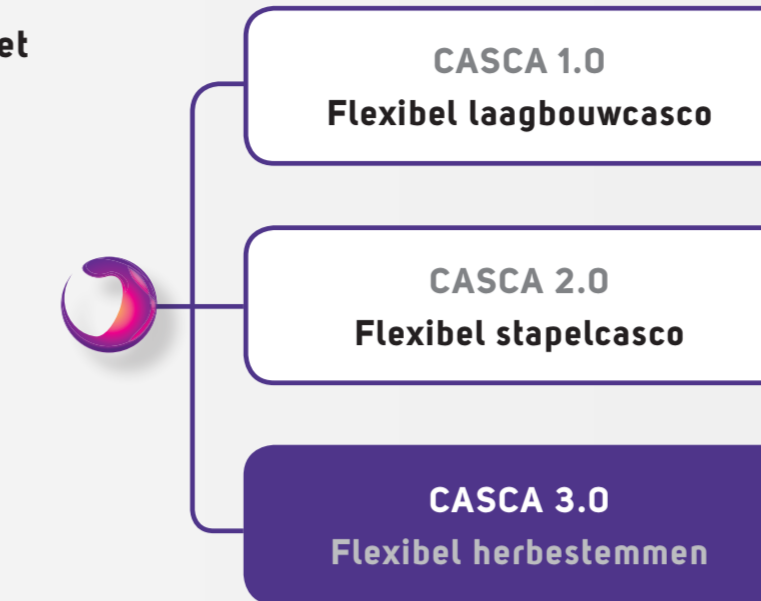 et
CASCA 1.0
Flexibel laagbouwcasco
CASCA 2.0
Flexibel stapelcasco
CASCA 3.0
Flexibel herbestemmen